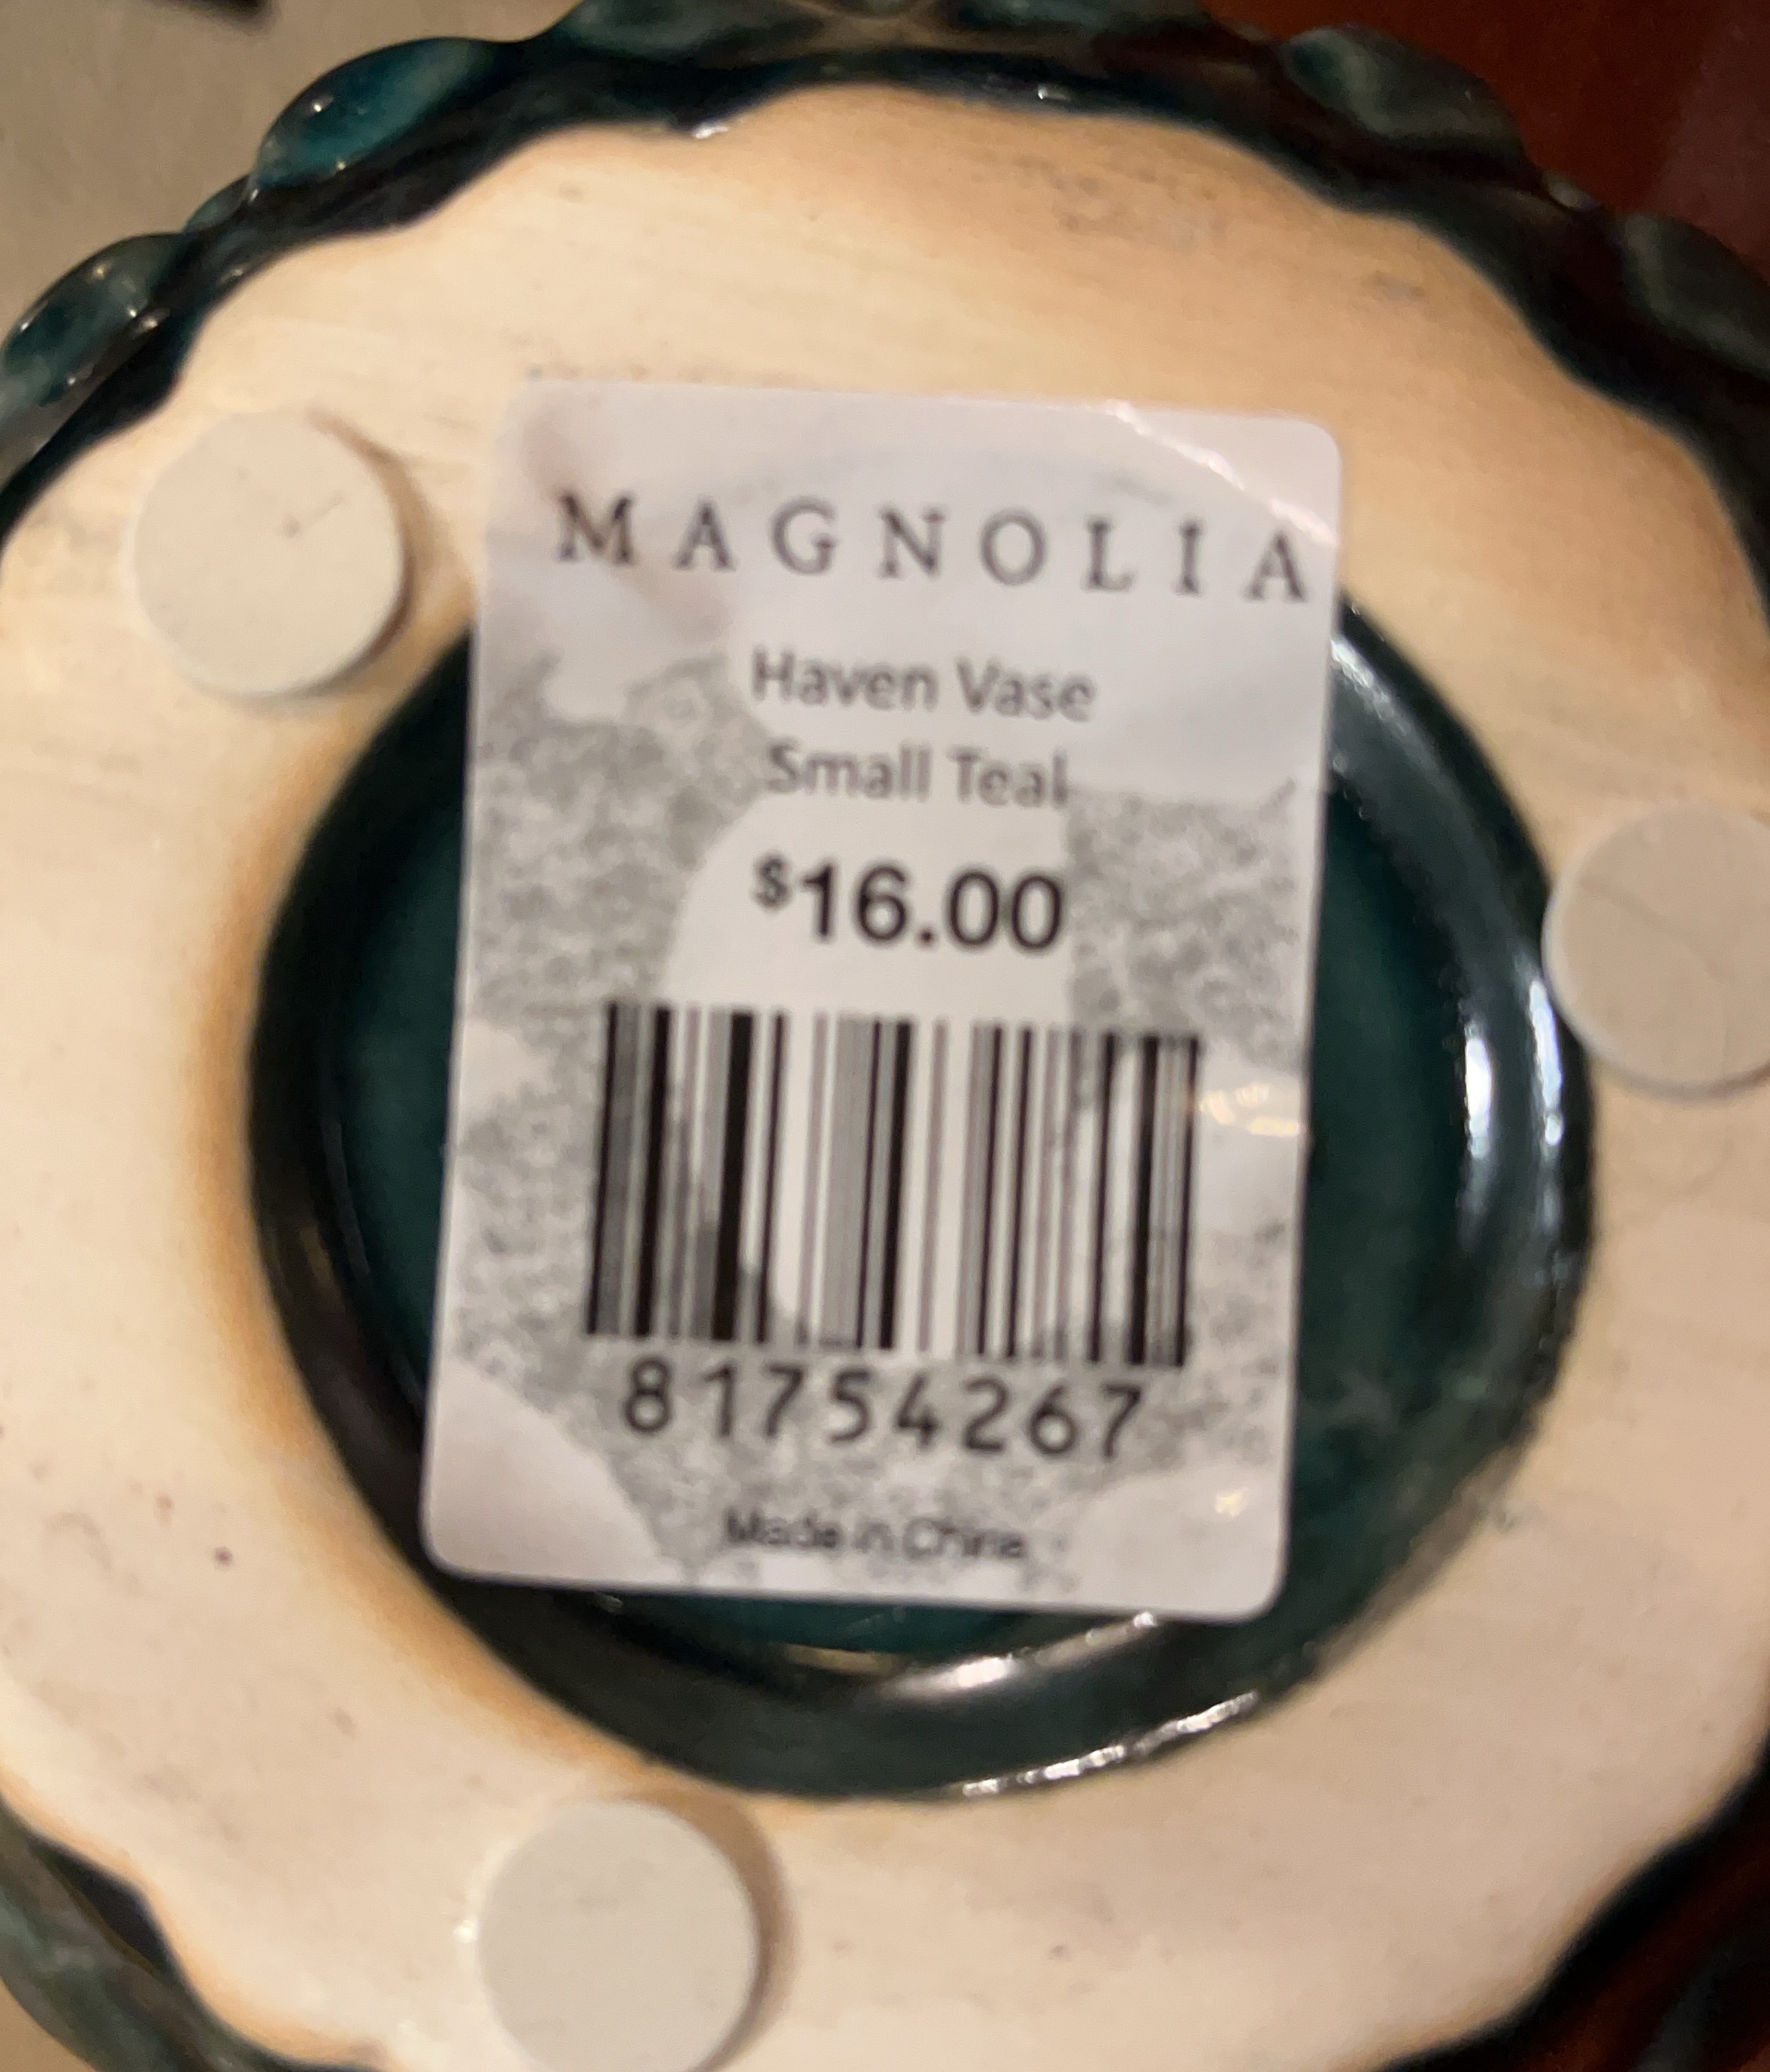 MAGNOLIA
Haven Vase
Small Teal
$16.00
81754267
Made in China